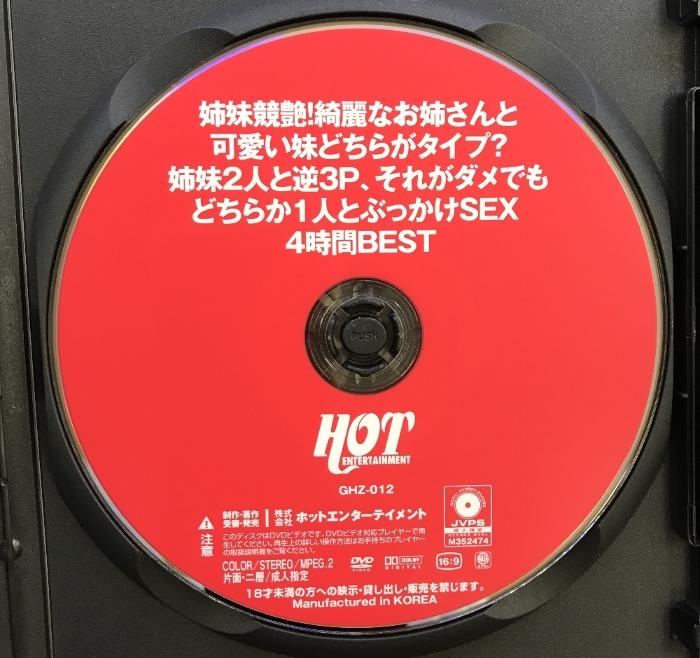 姉妹競艶!綺麗なお姉さんと
可愛い妹どちらがタイプ?
姉妹2人と逆3P、それがダメでも
どちらか1人とぶっかけSEX
4時間BEST
PUSH
HOT
ENTERTAINMENT
GHZ-012
注意
制作・著作
受審・発売
株式会社
ホットエンターテイメント
このディスクはDVDビデオです。DVDビデオ対応プレイヤーで再
生してください。再生上の詳しい操作方法はお手持ちのプレイヤー
の取扱説明書をご覧ください。
JVPS
M352474
COLOR/STEREO/MPEG.2
片面・二層/成人指定
DVD
VIDEO
DOLBY
DIGITAL
16:9
18才未満の方への映示・貸し出し・販売を禁じます。
Manufactured in KOREA